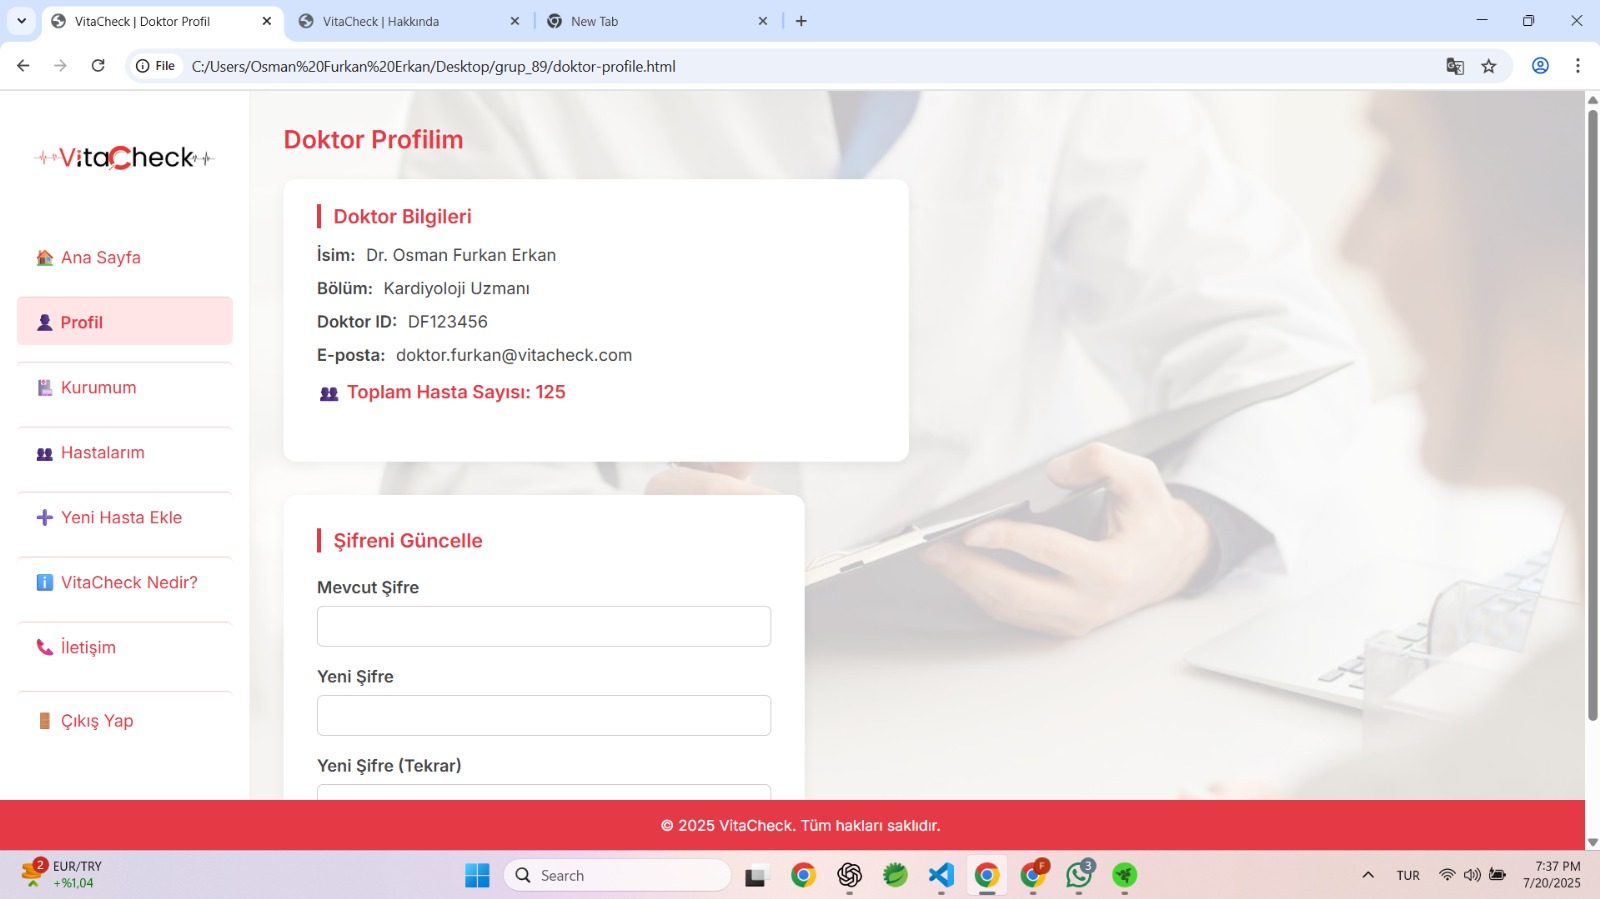 VitaCheck | Doktor Profil
VitaCheck | Hakkında
New Tab
File
C:/Users/Osman%20Furkan%20Erkan/Desktop/grup_89/doktor-profile.html
VitaCheck
Ana Sayfa
Profil
Kurumum
Hastalarım
Yeni Hasta Ekle
VitaCheck Nedir?
İletişim
Çıkış Yap
Doktor Profilim
Doktor Bilgileri
İsim: Dr. Osman Furkan Erkan
Bölüm: Kardiyoloji Uzmanı
Doktor ID: DF123456
E-posta: doktor.furkan@vitacheck.com
Toplam Hasta Sayısı: 125
Şifreni Güncelle
Mevcut Şifre
Yeni Şifre
Yeni Şifre (Tekrar)
© 2025 VitaCheck. Tüm hakları saklıdır.
2
EUR/TRY
+%1,04
Search
F
3
TUR
7:37 PM
7/20/2025